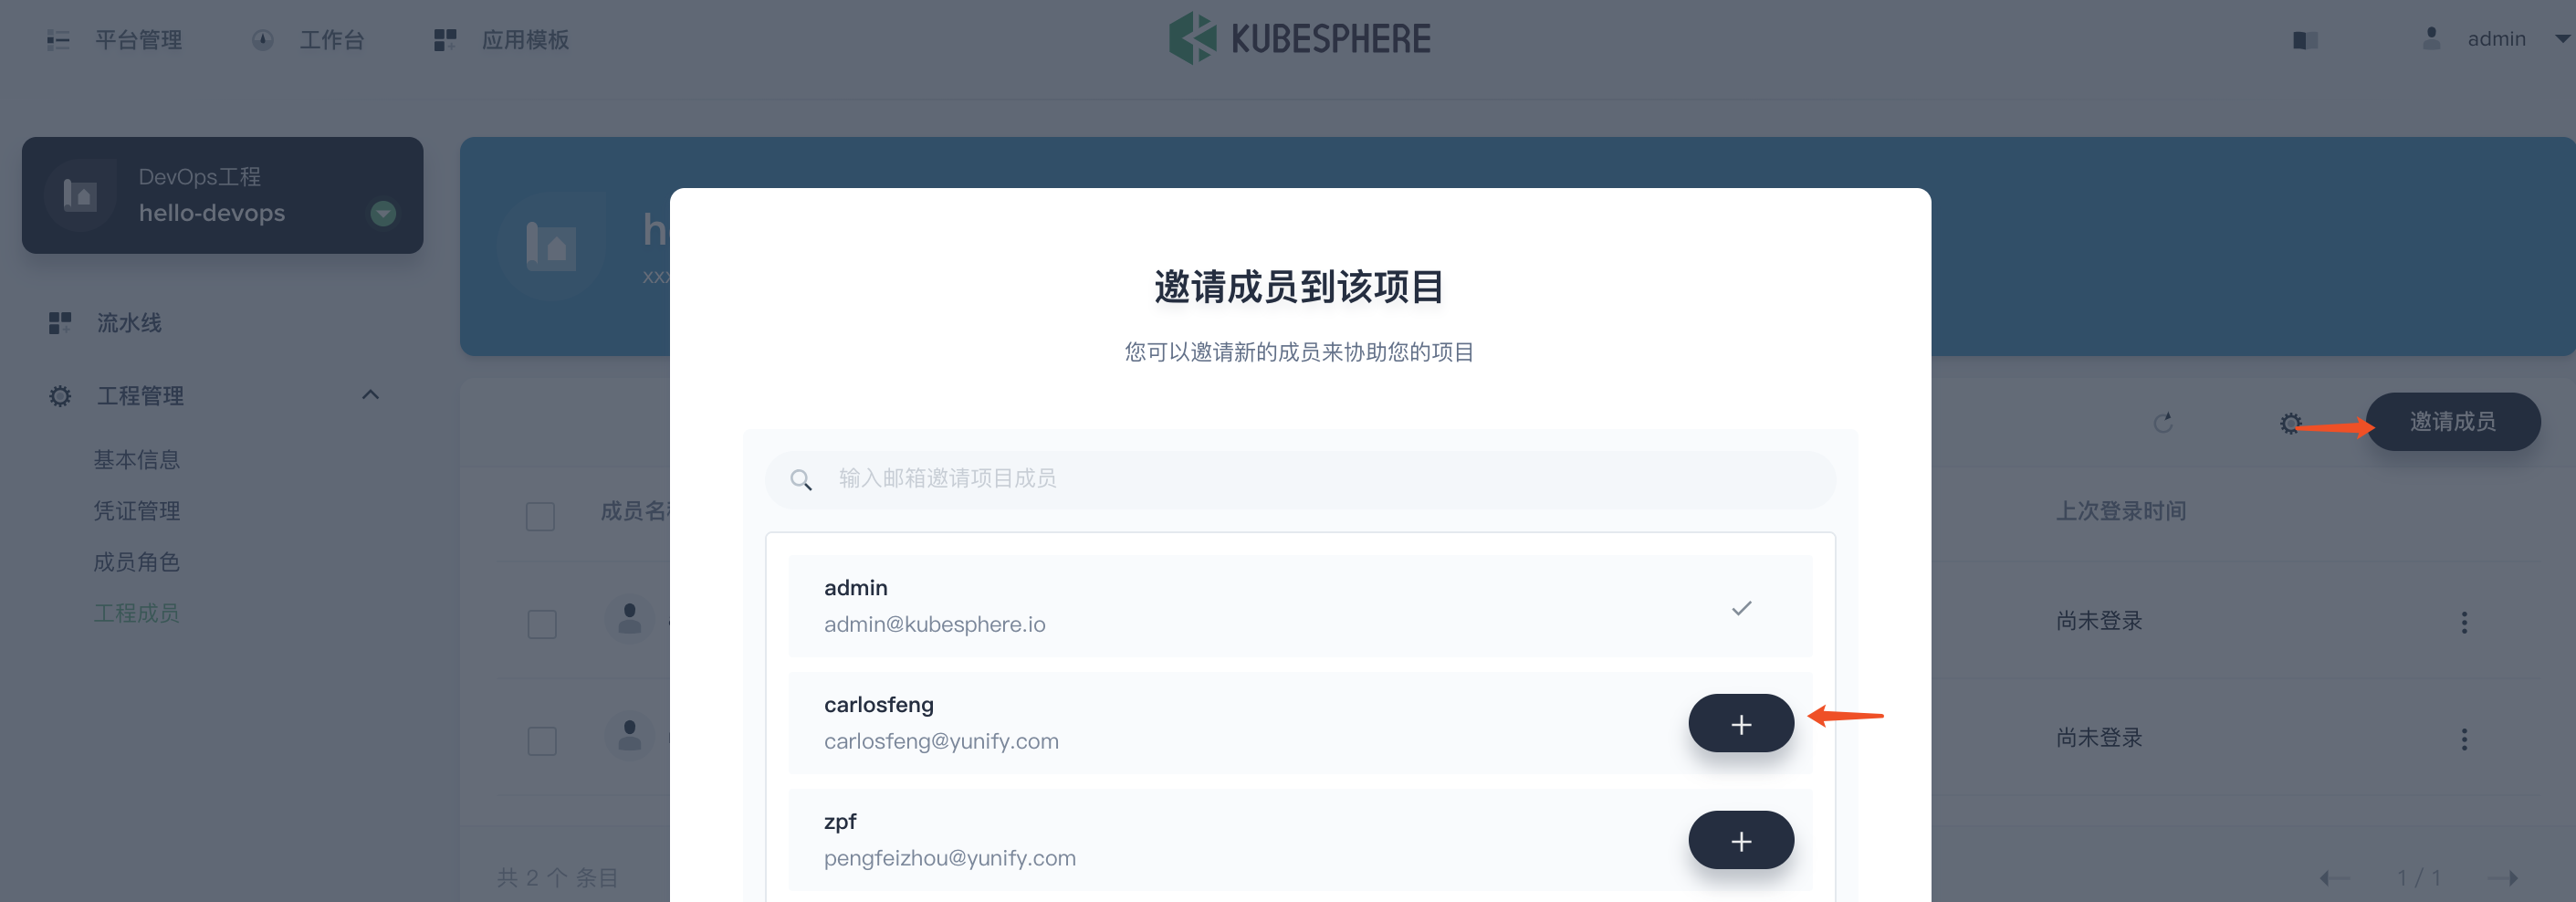 平台管理
工作台
应用模板
KUBESPHERE
admin
DevOps工程
hello-devops
流水线
工程管理
基本信息
凭证管理
成员角色
工程成员
邀请成员到该项目
您可以邀请新的成员来协助您的项目
输入邮箱邀请项目成员
admin
admin@kubesphere.io
carlosfeng
carlosfeng@yunify.com
zpf
pengfeizhou@yunify.com
邀请成员
成员名
上次登录时间
尚未登录
尚未登录
共 2 个 条目
1 / 1